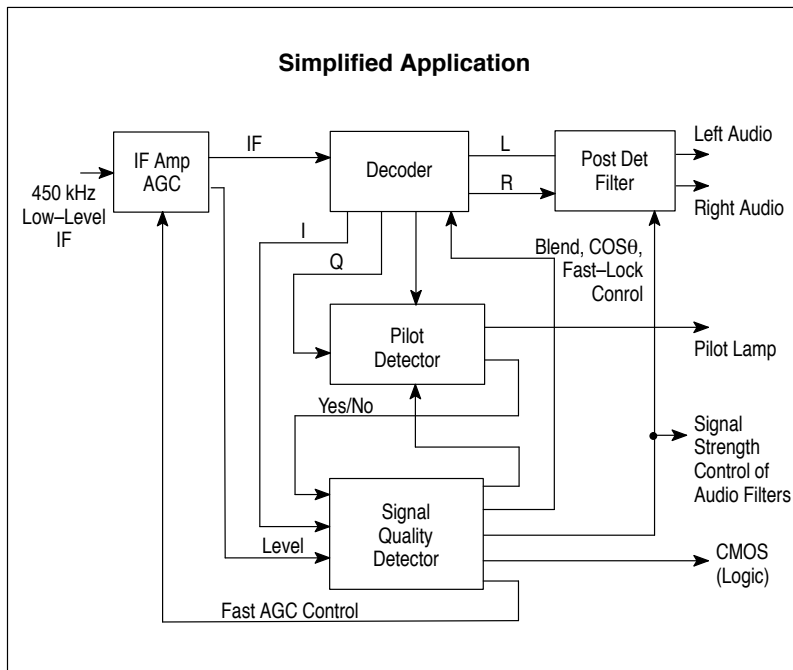 Simplified Application
IF Amp
AGC
IF
Decoder
L
R
Post Det
Filter
Left Audio
Right Audio
450 kHz
Low–Level
IF
I
Q
Blend, COSθ,
Fast–Lock
Conrol
Pilot
Detector
Pilot Lamp
Yes/No
Signal
Strength
Control of
Audio Filters
Signal
Quality
Detector
Level
CMOS
(Logic)
Fast AGC Control